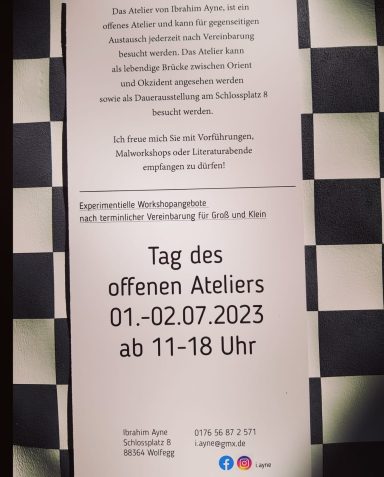 Das Atelier von Ibrahim Ayne, ist ein
offenes Atelier und kann für gegenseitigen
Austausch jederzeit nach Vereinbarung
besucht werden. Das Atelier kann
als lebendige Brücke zwischen Orient
und Okzident angesehen werden
sowie als Dauerausstellung am Schlossplatz 8
besucht werden.
Ich freue mich Sie mit Vorführungen,
Malworkshops oder Literaturabende
empfangen zu dürfen!
Experimentielle Workshopangebote
nach terminlicher Vereinbarung für Groß und Klein
Tag des
offenen Ateliers
01.-02.07.2023
ab 11-18 Uhr
Ibrahim Ayne
Schlossplatz 8
88364 Wolfegg
0176 56 87 2 571
i.ayne@gmx.de
i.ayne